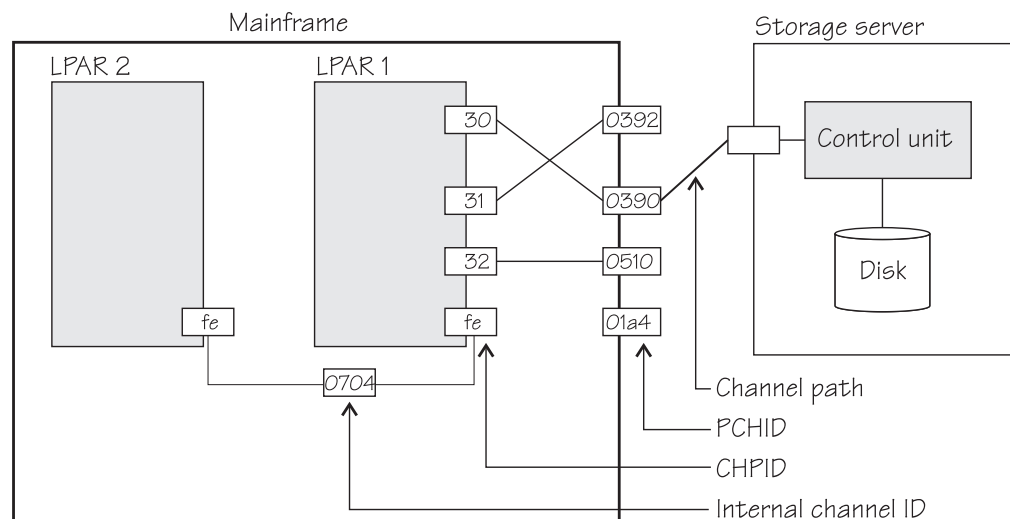 Mainframe
Storage server
LPAR 2
LPAR 1
30
0392
Control unit
31
0390
32
0510
Disk
fe
fe
01a4
0704
Channel path
PCHID
CHPID
Internal channel ID